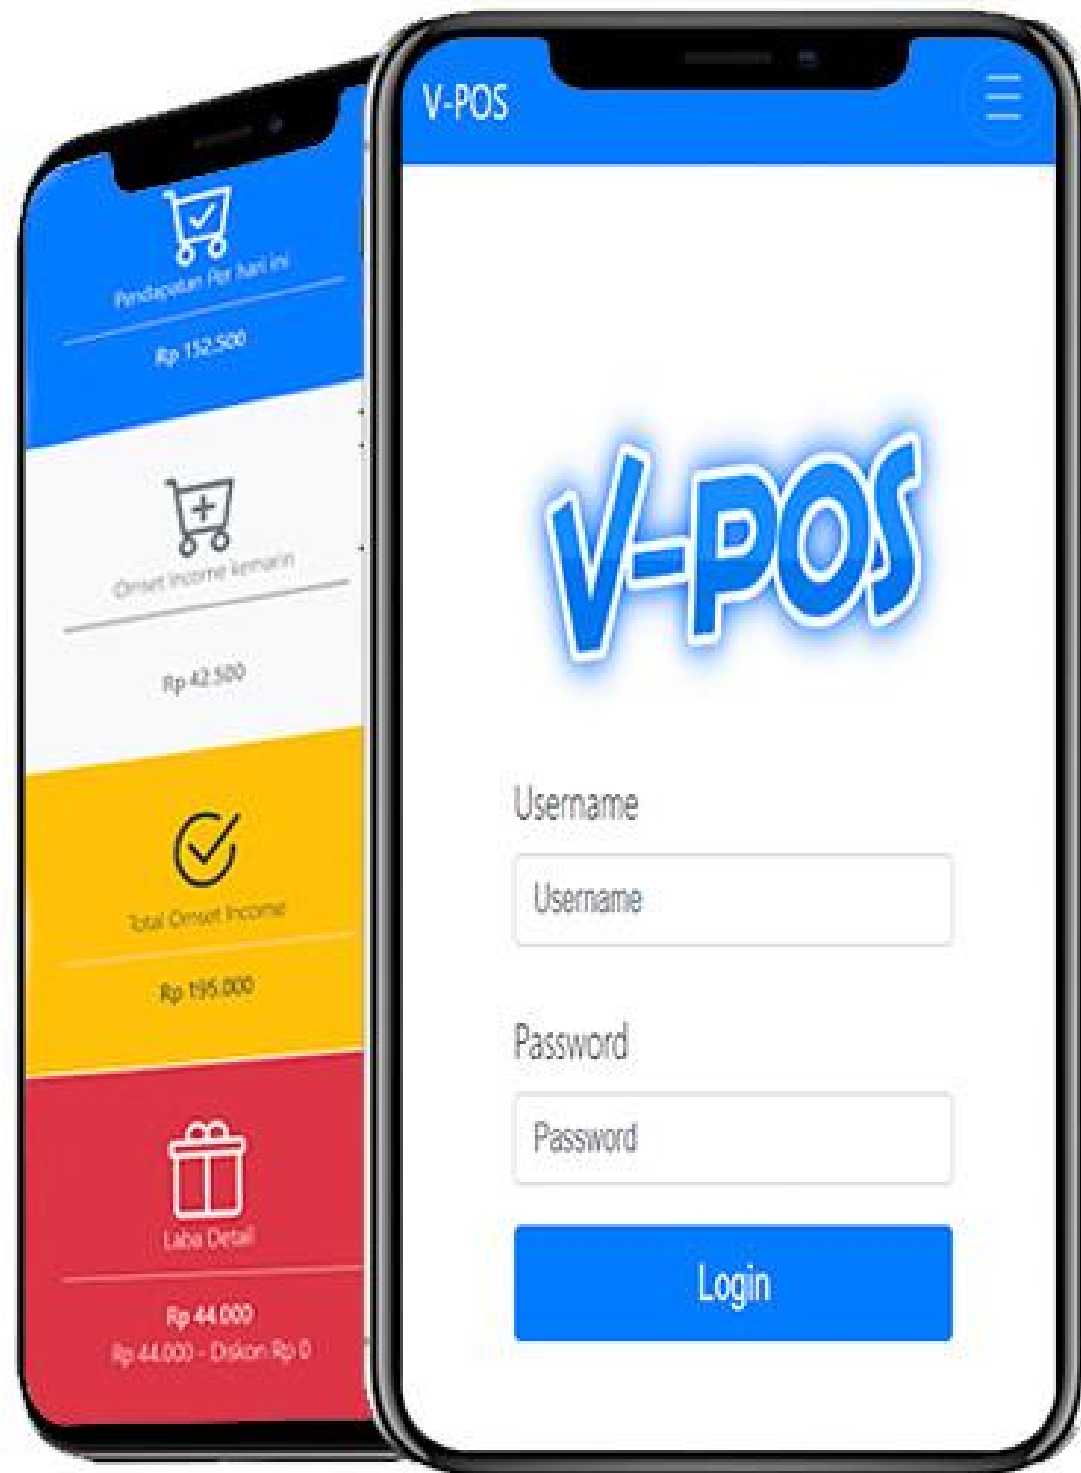 Pendapatan Per hari ini
Rp 152.500
Omset Income kemarin
Rp 42.500
Total Omset Income
Rp 195.000
Laba Detail
Rp 44.000
Rp 44.000 - Diskon Rp 0
V-POS
V-POS
Username
Username
Password
Password
Login